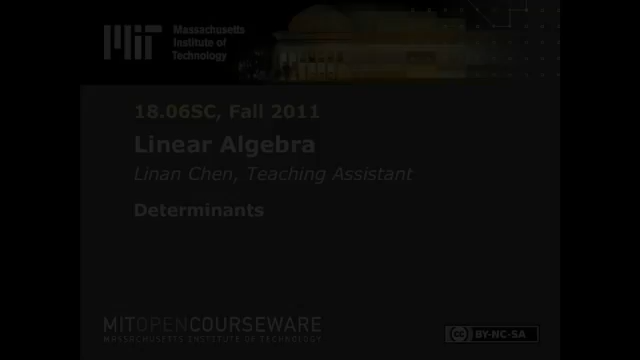 Massachusetts
Institute of
Technology
18.06SC, Fall 2011
Linear Algebra
Linan Chen, Teaching Assistant
Determinants
MITOPENCOURSEWARE
MASSACHUSETTS INSTITUTE OF TECHNOLOGY
cc BY-NC-SA